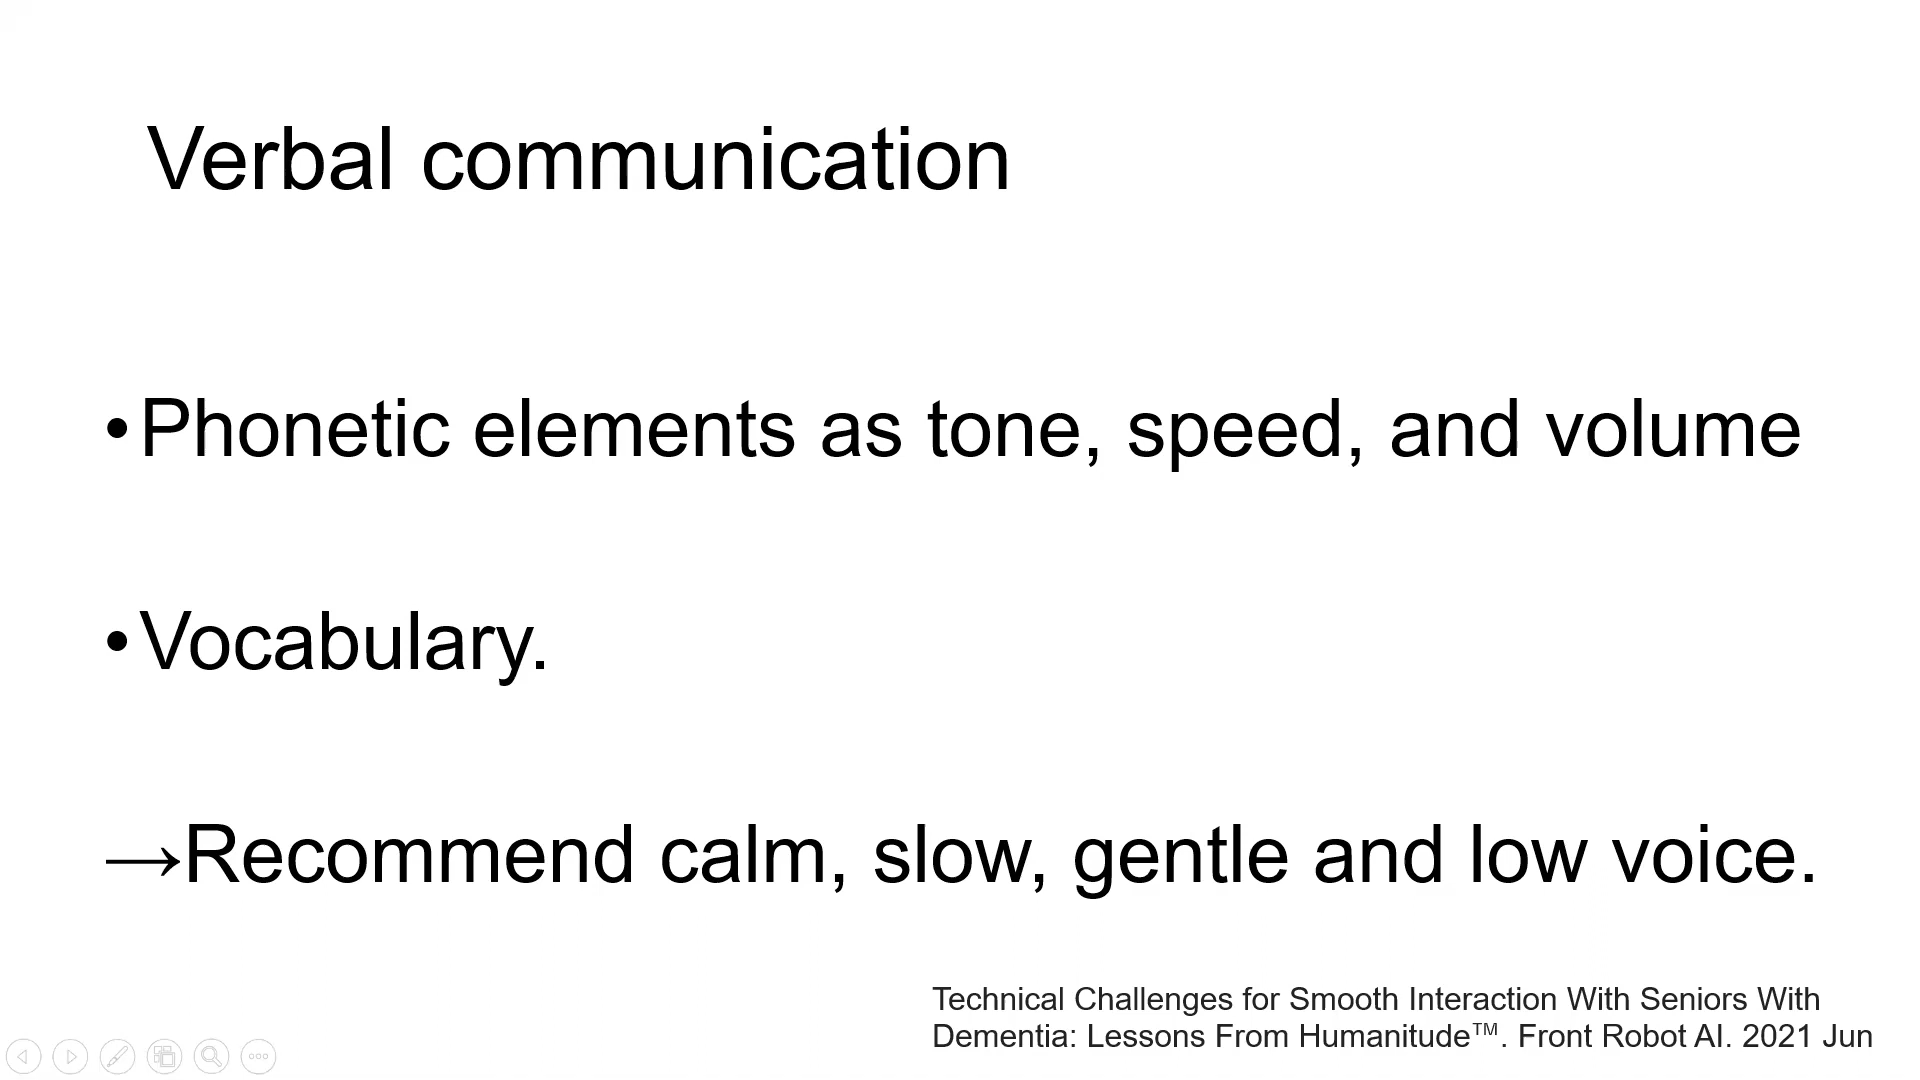 Verbal communication
•Phonetic elements as tone, speed, and volume
•Vocabulary.
→Recommend calm, slow, gentle and low voice.
Technical Challenges for Smooth Interaction With Seniors With
Dementia: Lessons From Humanitude™. Front Robot AI. 2021 Jun